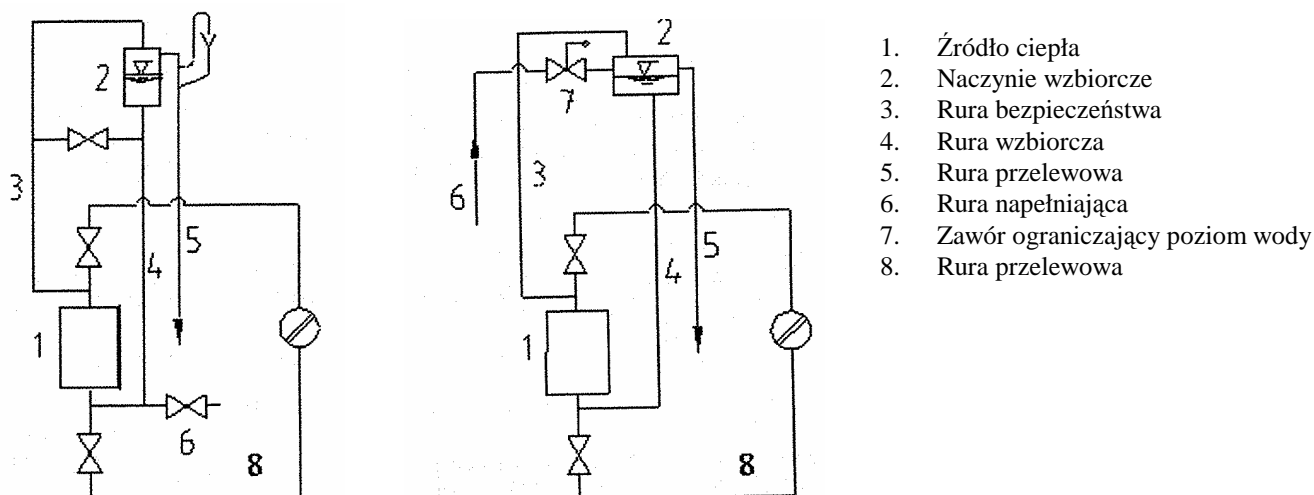 2
3
4
5
1
6
8
2
7
6
3
4
5
1
8
1. Źródło ciepła
2. Naczynie wzbiorcze
3. Rura bezpieczeństwa
4. Rura wzbiorcza
5. Rura przelewowa
6. Rura napełniająca
7. Zawór ograniczający poziom wody
8. Rura przelewowa